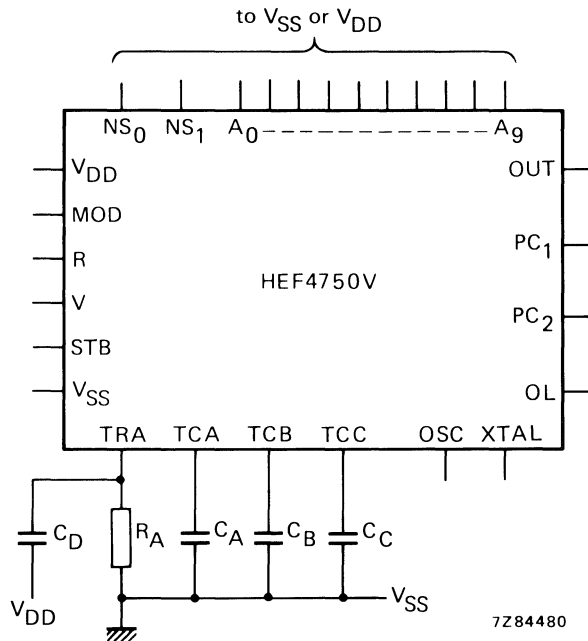 to VSS or VDD
NS0 NS1 A0 A9
VDD OUT
MOD
R PC1
V HEF4750V
PC2
STB
VSS OL
TRA TCA TCB TCC OSC XTAL
CD RA CA CB CC
VDD VSS
7Z84480